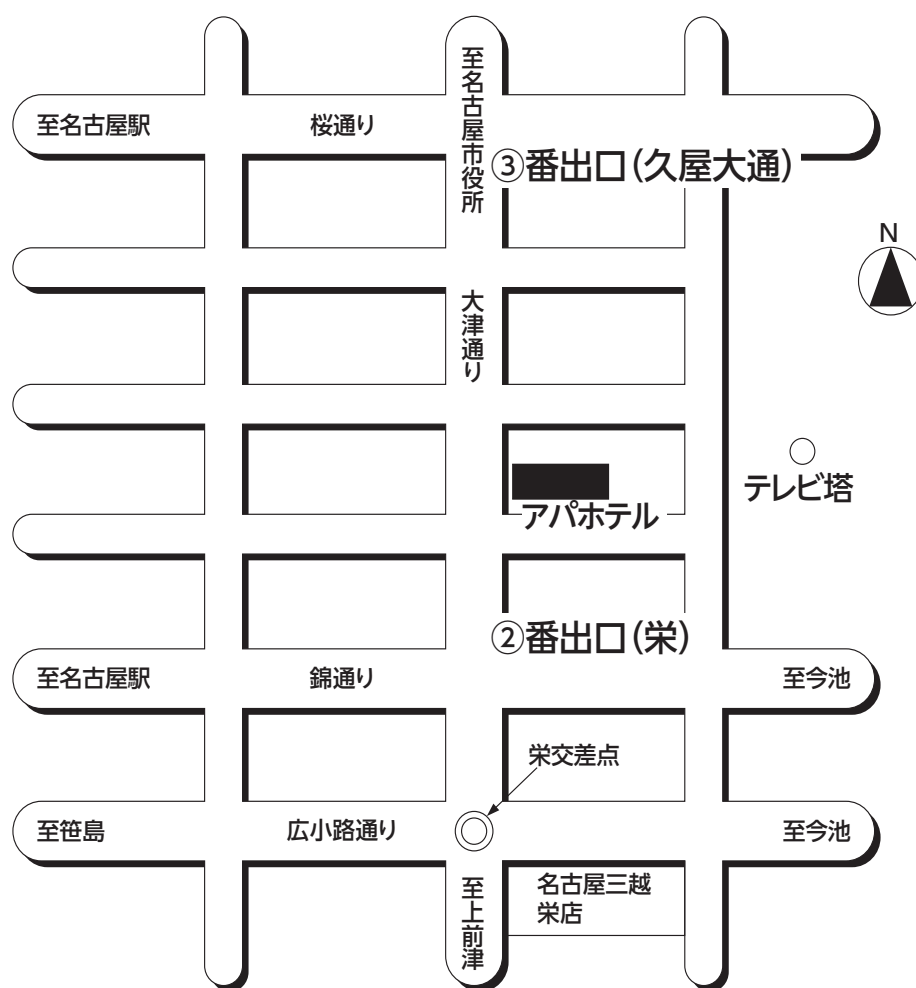 至名古屋市役所
至名古屋駅
桜通り
③番出口(久屋大通)
N
大津通り
テレビ塔
アパホテル
②番出口(栄)
至名古屋駅
錦通り
至今池
栄交差点
至笹島
広小路通り
至今池
至上前津
名古屋三越
栄店